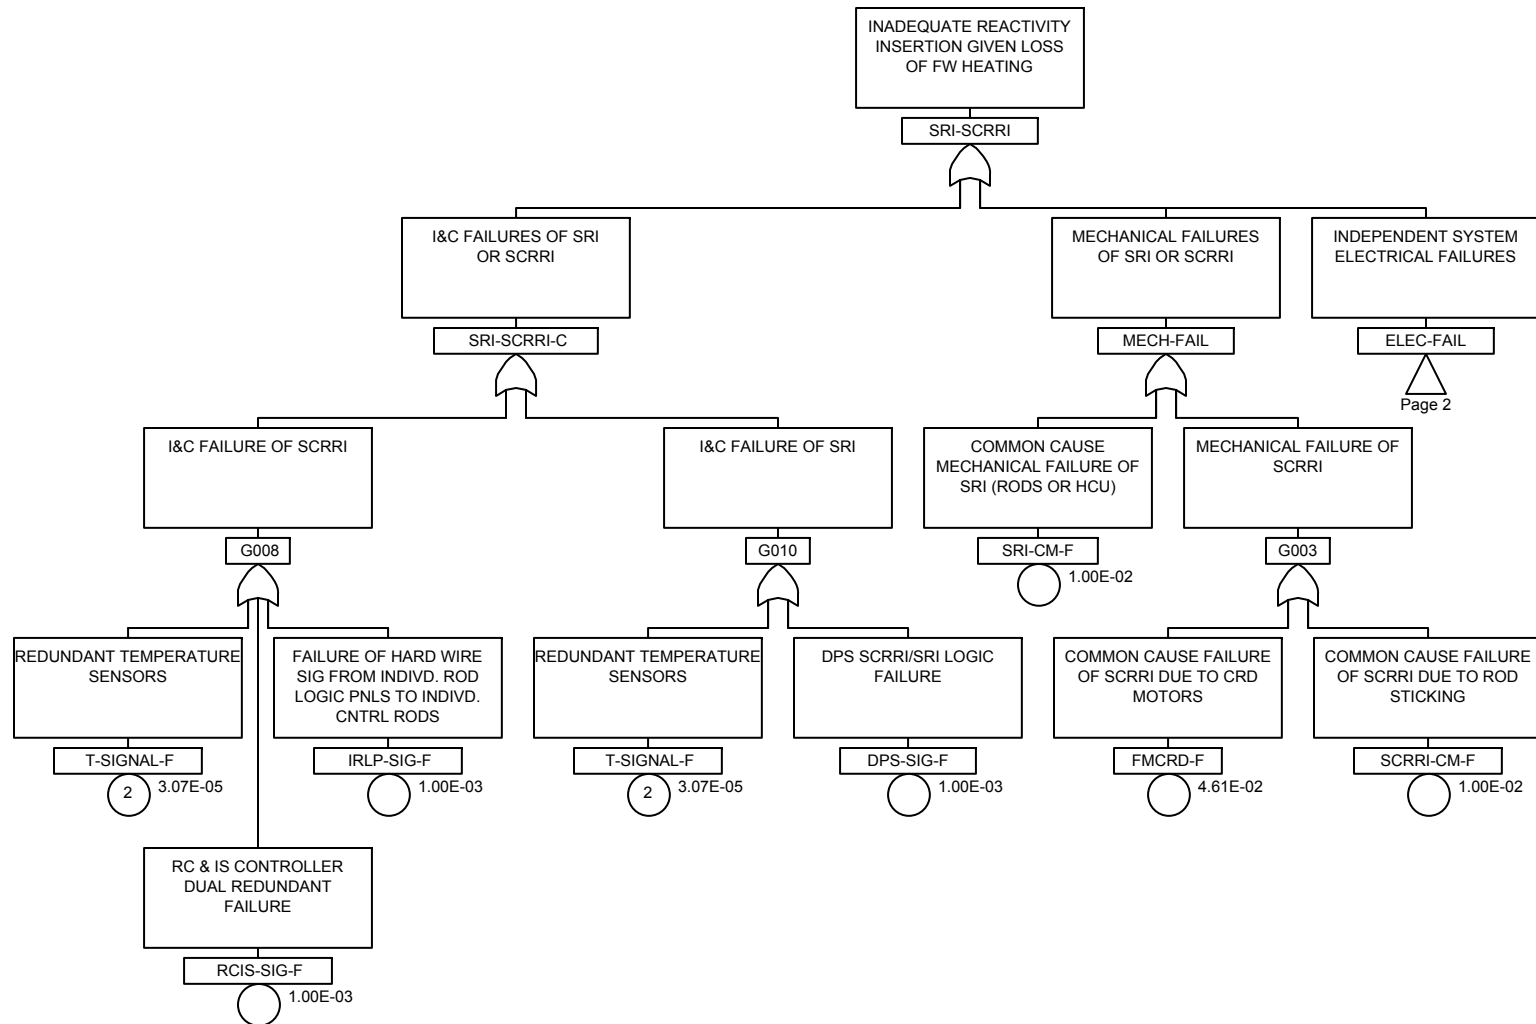 INADEQUATE REACTIVITY
INSERTION GIVEN LOSS
OF FW HEATING
SRI-SCRRI
I&C FAILURES OF SRI
OR SCRRI
SRI-SCRRI-C
MECHANICAL FAILURES
OF SRI OR SCRRI
MECH-FAIL
INDEPENDENT SYSTEM
ELECTRICAL FAILURES
ELEC-FAIL
Page 2
I&C FAILURE OF SCRRI
G008
I&C FAILURE OF SRI
G010
COMMON CAUSE
MECHANICAL FAILURE OF
SRI (RODS OR HCU)
SRI-CM-F
1.00E-02
MECHANICAL FAILURE OF
SCRRI
G003
REDUNDANT TEMPERATURE
SENSORS
T-SIGNAL-F
2
3.07E-05
FAILURE OF HARD WIRE
SIG FROM INDIVD. ROD
LOGIC PNLS TO INDIVD.
CNTRL RODS
IRLP-SIG-F
1.00E-03
REDUNDANT TEMPERATURE
SENSORS
T-SIGNAL-F
2
3.07E-05
DPS SCRRI/SRI LOGIC
FAILURE
DPS-SIG-F
1.00E-03
COMMON CAUSE FAILURE
OF SCRRI DUE TO CRD
MOTORS
FMCRD-F
4.61E-02
COMMON CAUSE FAILURE
OF SCRRI DUE TO ROD
STICKING
SCRRI-CM-F
1.00E-02
RC & IS CONTROLLER
DUAL REDUNDANT
FAILURE
RCIS-SIG-F
1.00E-03